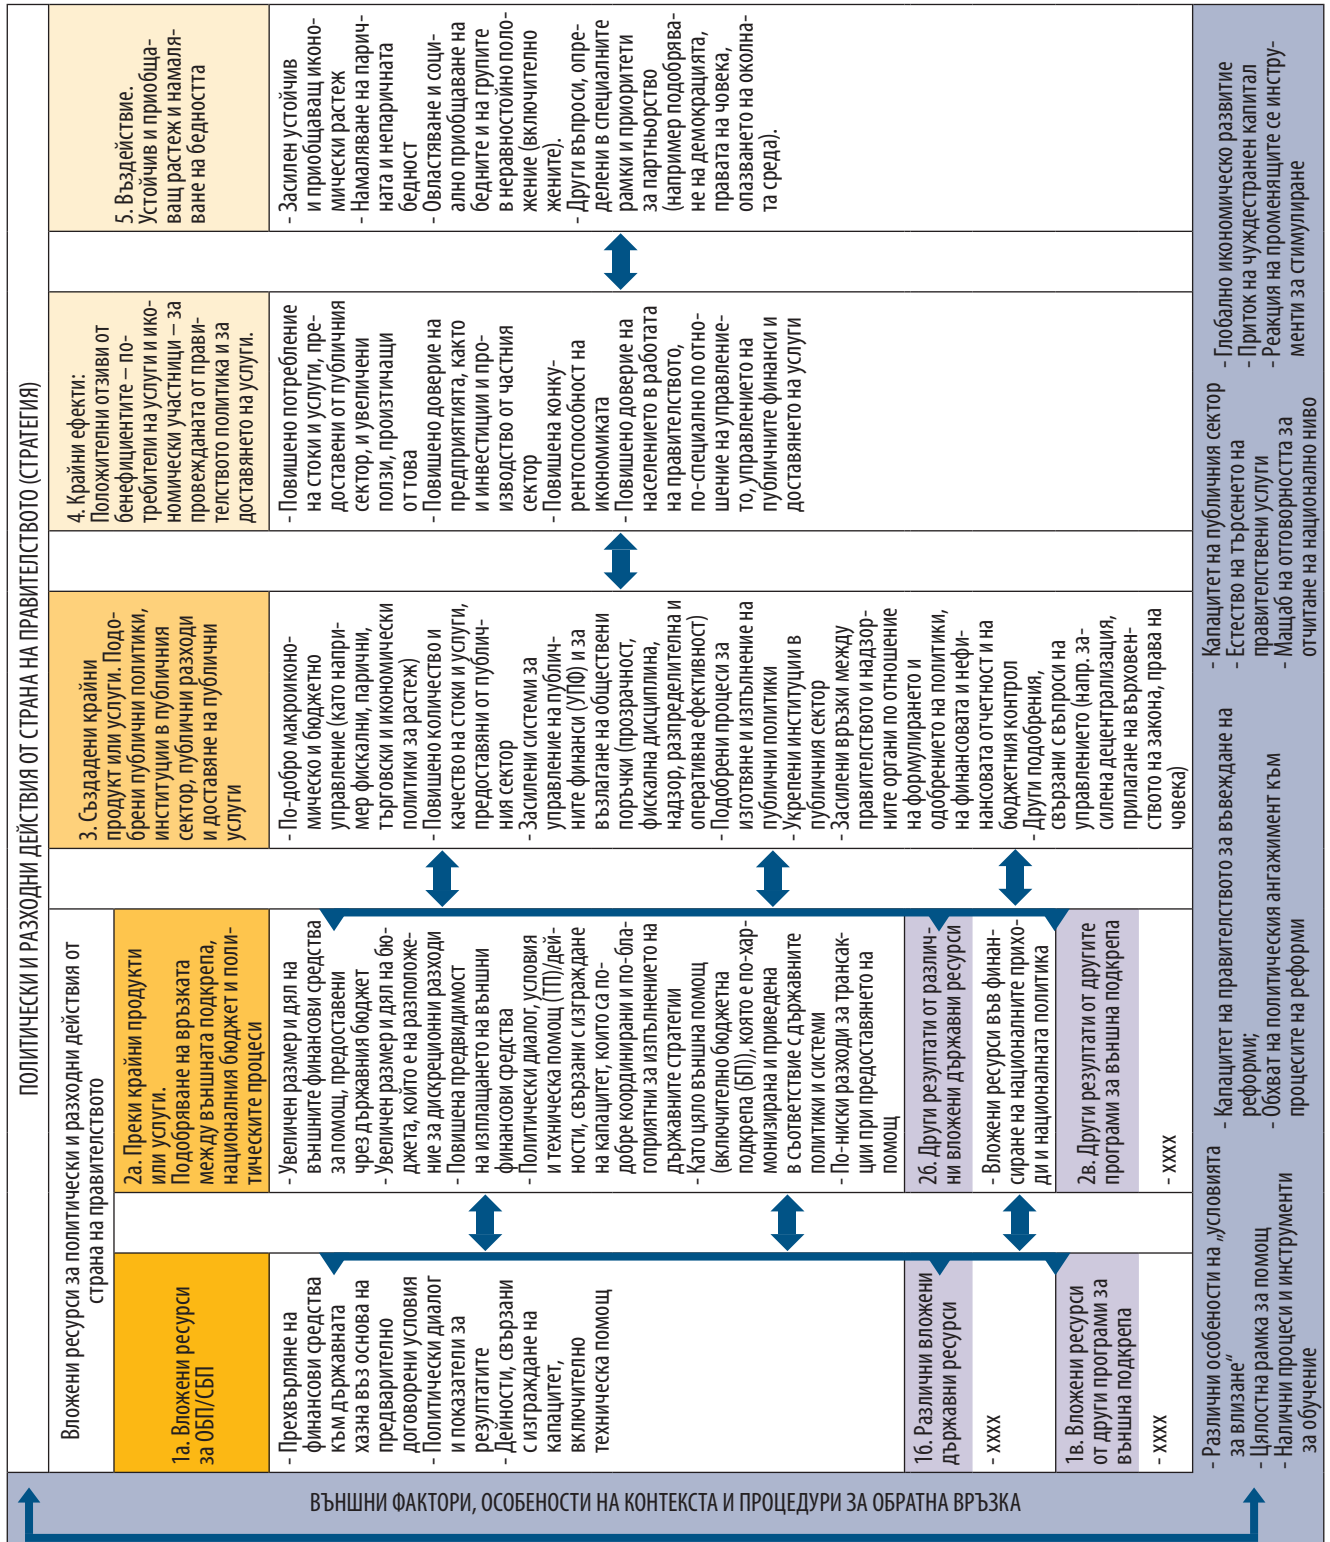 ПОЛИТИЧЕСКИ И РАЗХОДНИ ДЕЙСТВИЯ ОТ СТРАНА НА ПРАВИТЕЛСТВОТО (СТРАТЕГИЯ)
Вложени ресурси за политически и разходни действия от
страна на правителството
1a. Вложени ресурси
за ОБП/СБП
- Прехвърляне на
финансови средства
към държавната
хазна въз основа на
предварително
договорени условия
- Политически диалог
и показатели за
резултатите
- Дейности, свързани
с изграждане на
капацитет,
включително
техническа помощ
1б. Различни вложени
държавни ресурси
- xxxx
1в. Вложени ресурси
от други програми за
външна подкрепа
- xxxx
2a. Преки крайни продукти
или услуги.
Подобряване на връзката
между външната подкрепа,
националния бюджет и поли-
тическите процеси
- Увеличен размер и дял на
външните финансови средства
за помощ, предоставени
чрез държавния бюджет
- Увеличен размер и дял на бю-
джета, който е на разположе-
ние за дискреционни разходи
- Повишена предвидимост
на изплащането на външни
финансови средства
- Политически диалог, условия
и техническа помощ (ТП)/дей-
ности, свързани с изграждане
на капацитет, които са по-
добре координирани и по-бла-
гоприятни за изпълнението на
държавните стратегии
- Като цяло външна помощ
(включително бюджетна
подкрепа (БП)), която е по-хар-
монизирана и приведена
в съответствие с държавните
политики и системи
- По-ниски разходи за трансак-
ции при предоставянето на
помощ
2б. Други резултати от различ-
ни вложени държавни ресурси
- Вложени ресурси във финан-
сиране на националните прихо-
ди и националната политика
2в. Други резултати от другите
програми за външна подкрепа
- xxxx
3. Създадени крайни
продукт или услуги. Подо-
брени публични политики,
институции в публичния
сектор, публични разходи
и доставяне на публични
услуги
- По-добро макроиконо-
мическо и бюджетно
управление (като напри-
мер фискални, парични,
търговски и икономически
политики за растеж)
- Повишено количество и
качество на стоки и услуги,
предоставяни от публич-
ния сектор
- Засилени системи за
управление на публич-
ните финанси (УПФ) и за
възлагане на обществени
поръчки (прозрачност,
фискална дисциплина,
надзор, разпределителна и
оперативна ефективност)
- Подобрени процеси за
изготвяне и изпълнение на
публични политики
- Укрепени институции в
публичния сектор
- Засилени връзки между
правителството и надзор-
ните органи по отношение
на формулирането и
одобрението на политики,
на финансовата и нефи-
нансовата отчетност и на
бюджетния контрол
- Други подобрения,
свързани с въпроси на
управлението (напр. за-
силена децентрализация,
прилагане на върховен-
ството на закона, права на
човека)
4. Крайни ефекти:
Положителни отзиви от
бенефициентите – по-
требители на услуги и ико-
номически участници – за
провежданата от прави-
телството политика и за
доставянето на услуги.
- Повишено потребление
на стоки и услуги, пре-
доставени от публичния
сектор, и увеличени
ползи, произтичащи
от това
- Повишено доверие на
предприятията, както
и инвестиции и про-
изводство от частния
сектор
- Повишена конку-
рентоспособност на
икономиката
- Повишено доверие на
населението в работата
на правителството,
по-специално по отно-
шение на управление-
то, управлението на
публичните финанси и
доставянето на услуги
5. Въздействие.
Устойчив и приобща-
ващ растеж и намаля-
ване на бедността
- Засилен устойчив
и приобщаващ иконо-
мически растеж
- Намаляване на парич-
ната и непаричната
бедност
- Овластяване и соци-
ално приобщаване на
бедните и на групите
в неравностойно поло-
жение (включително
жените).
- Други въпроси, опре-
делени в специалните
рамки и приоритети
за партньорство
(например подобрява-
не на демокрацията,
правата на човека,
опазването на околна-
та среда).
ВЪНШНИ ФАКТОРИ, ОСОБЕНОСТИ НА КОНТЕКСТА И ПРОЦЕДУРИ ЗА ОБРАТНА ВРЪЗКА
- Различни особености на „условията
за влизане“
- Цялостна рамка за помощ
- Налични процеси и инструменти
за обучение
- Капацитет на правителството за въвеждане на
реформи;
- Обхват на политическия ангажимент към
процесите на реформи
- Капацитет на публичния сектор
- Естество на търсенето на
правителствени услуги
- Мащаб на отговорността за
отчитане на национално ниво
- Глобално икономическо развитие
- Приток на чуждестранен капитал
- Реакция на променящите се инстру-
менти за стимулиране